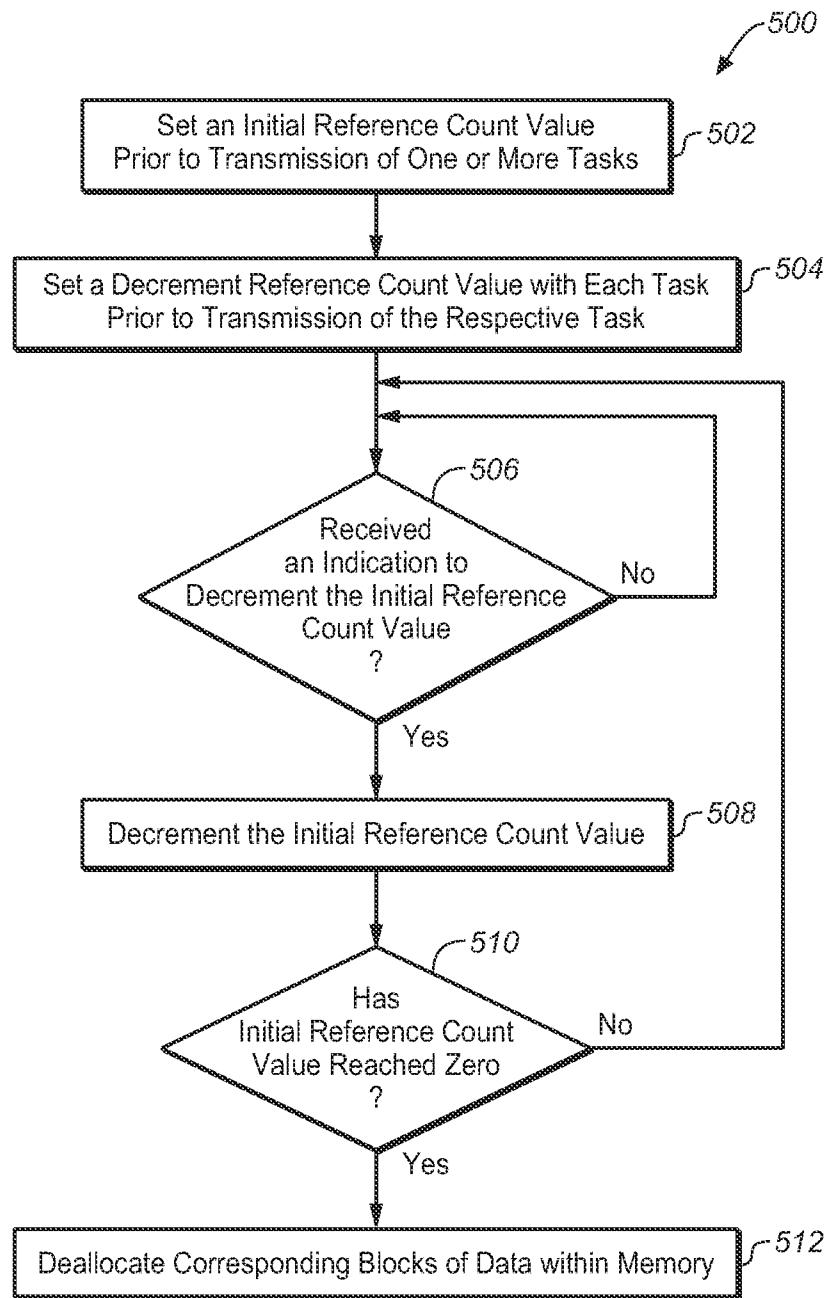 500
Set an Initial Reference Count Value
Prior to Transmission of One or More Tasks
502
Set a Decrement Reference Count Value with Each Task
Prior to Transmission of the Respective Task
504
506
Received
an Indication to
Decrement the Initial Reference
Count Value
?
No
Yes
Decrement the Initial Reference Count Value
508
510
Has
Initial Reference Count
Value Reached Zero
?
No
Yes
Deallocate Corresponding Blocks of Data within Memory
512